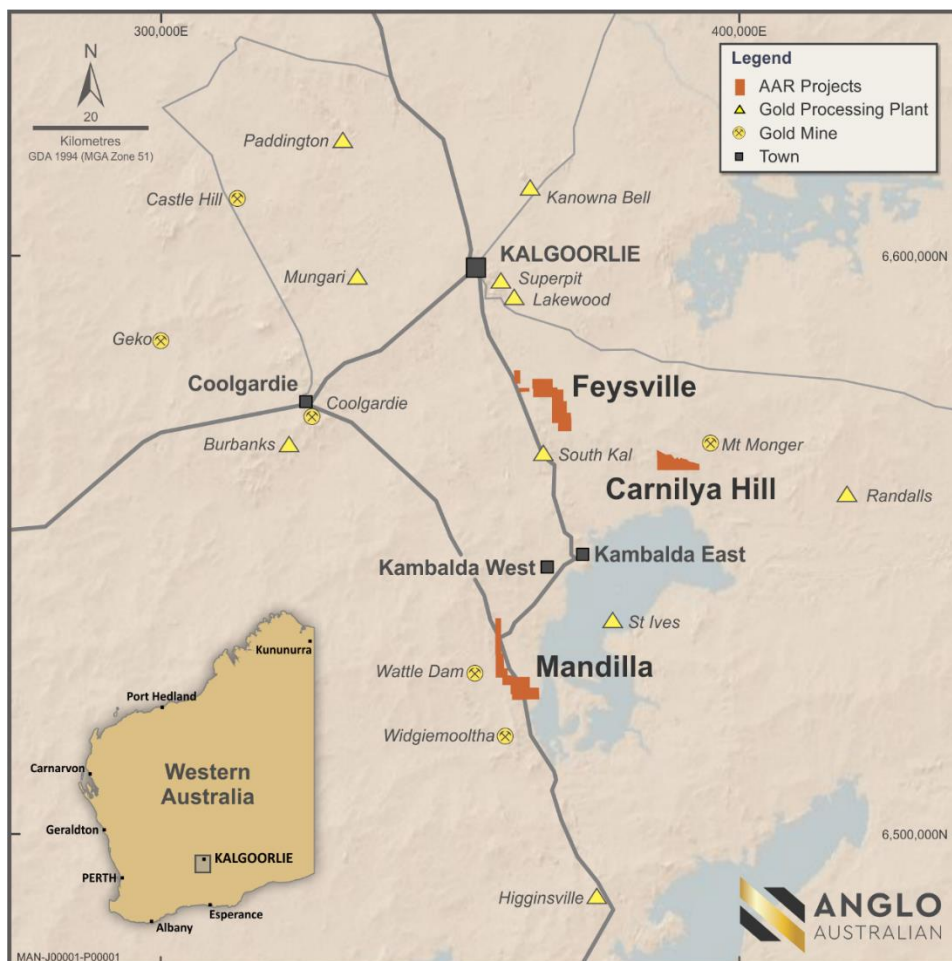 300,000E
400,000E
N
20
Kilometres
GDA 1994 (MGA Zone 51)
Legend
AAR Projects
Gold Processing Plant
Gold Mine
Town
Paddington
Castle Hill
Kanowna Bell
6,600,000N
KALGOORLIE
Mungari
Superpit
Lakewood
Geko
Coolgardie
Coolgardie
Feysville
Burbanks
South Kal
Mt Monger
Carnilya Hill
Randalls
Kambalda East
Kambalda West
St Ives
Mandilla
Wattle Dam
Widgiemooltha
Kununurra
Port Hedland
Carnarvon
Western
Australia
Geraldton
KALGOORLIE
PERTH
Esperance
Albany
6,500,000N
Higginsville
ANGLO
AUSTRALIAN
MAN-J00001-P00001